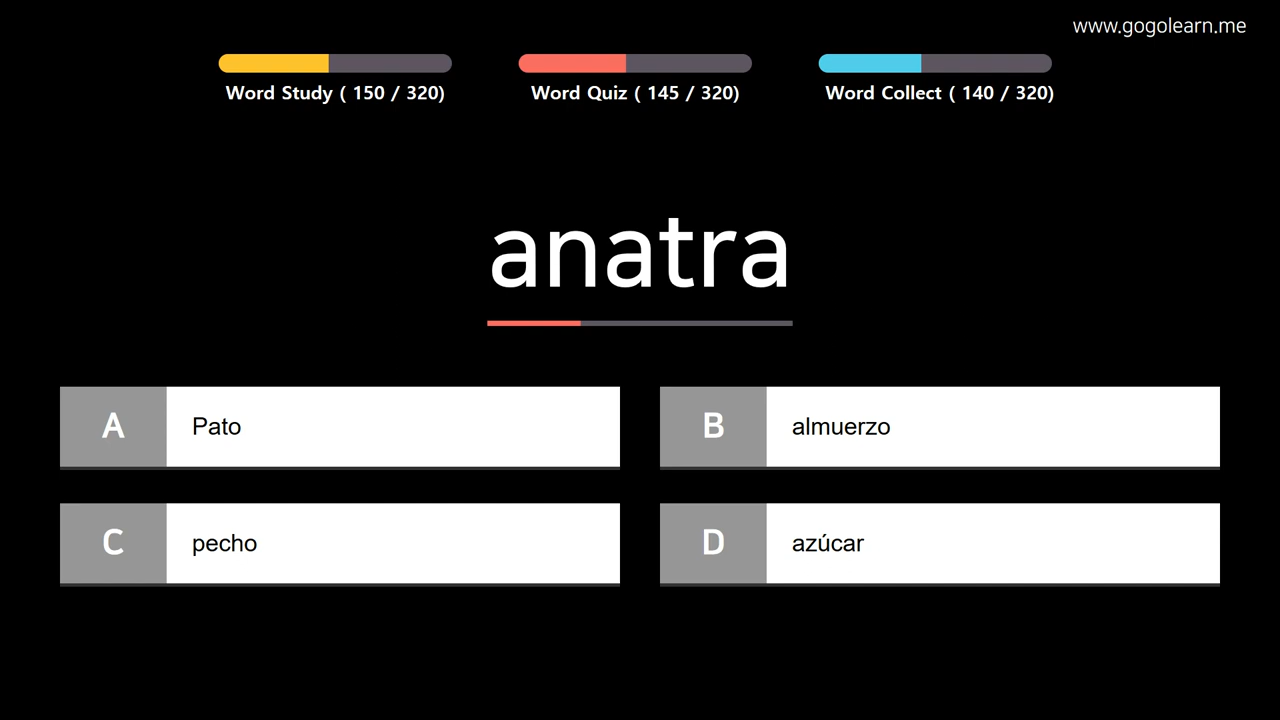 www.gogolearn.me
Word Study ( 150 / 320)
Word Quiz ( 145 / 320)
Word Collect ( 140 / 320)
anatra
A Pato
B almuerzo
C pecho
D azúcar